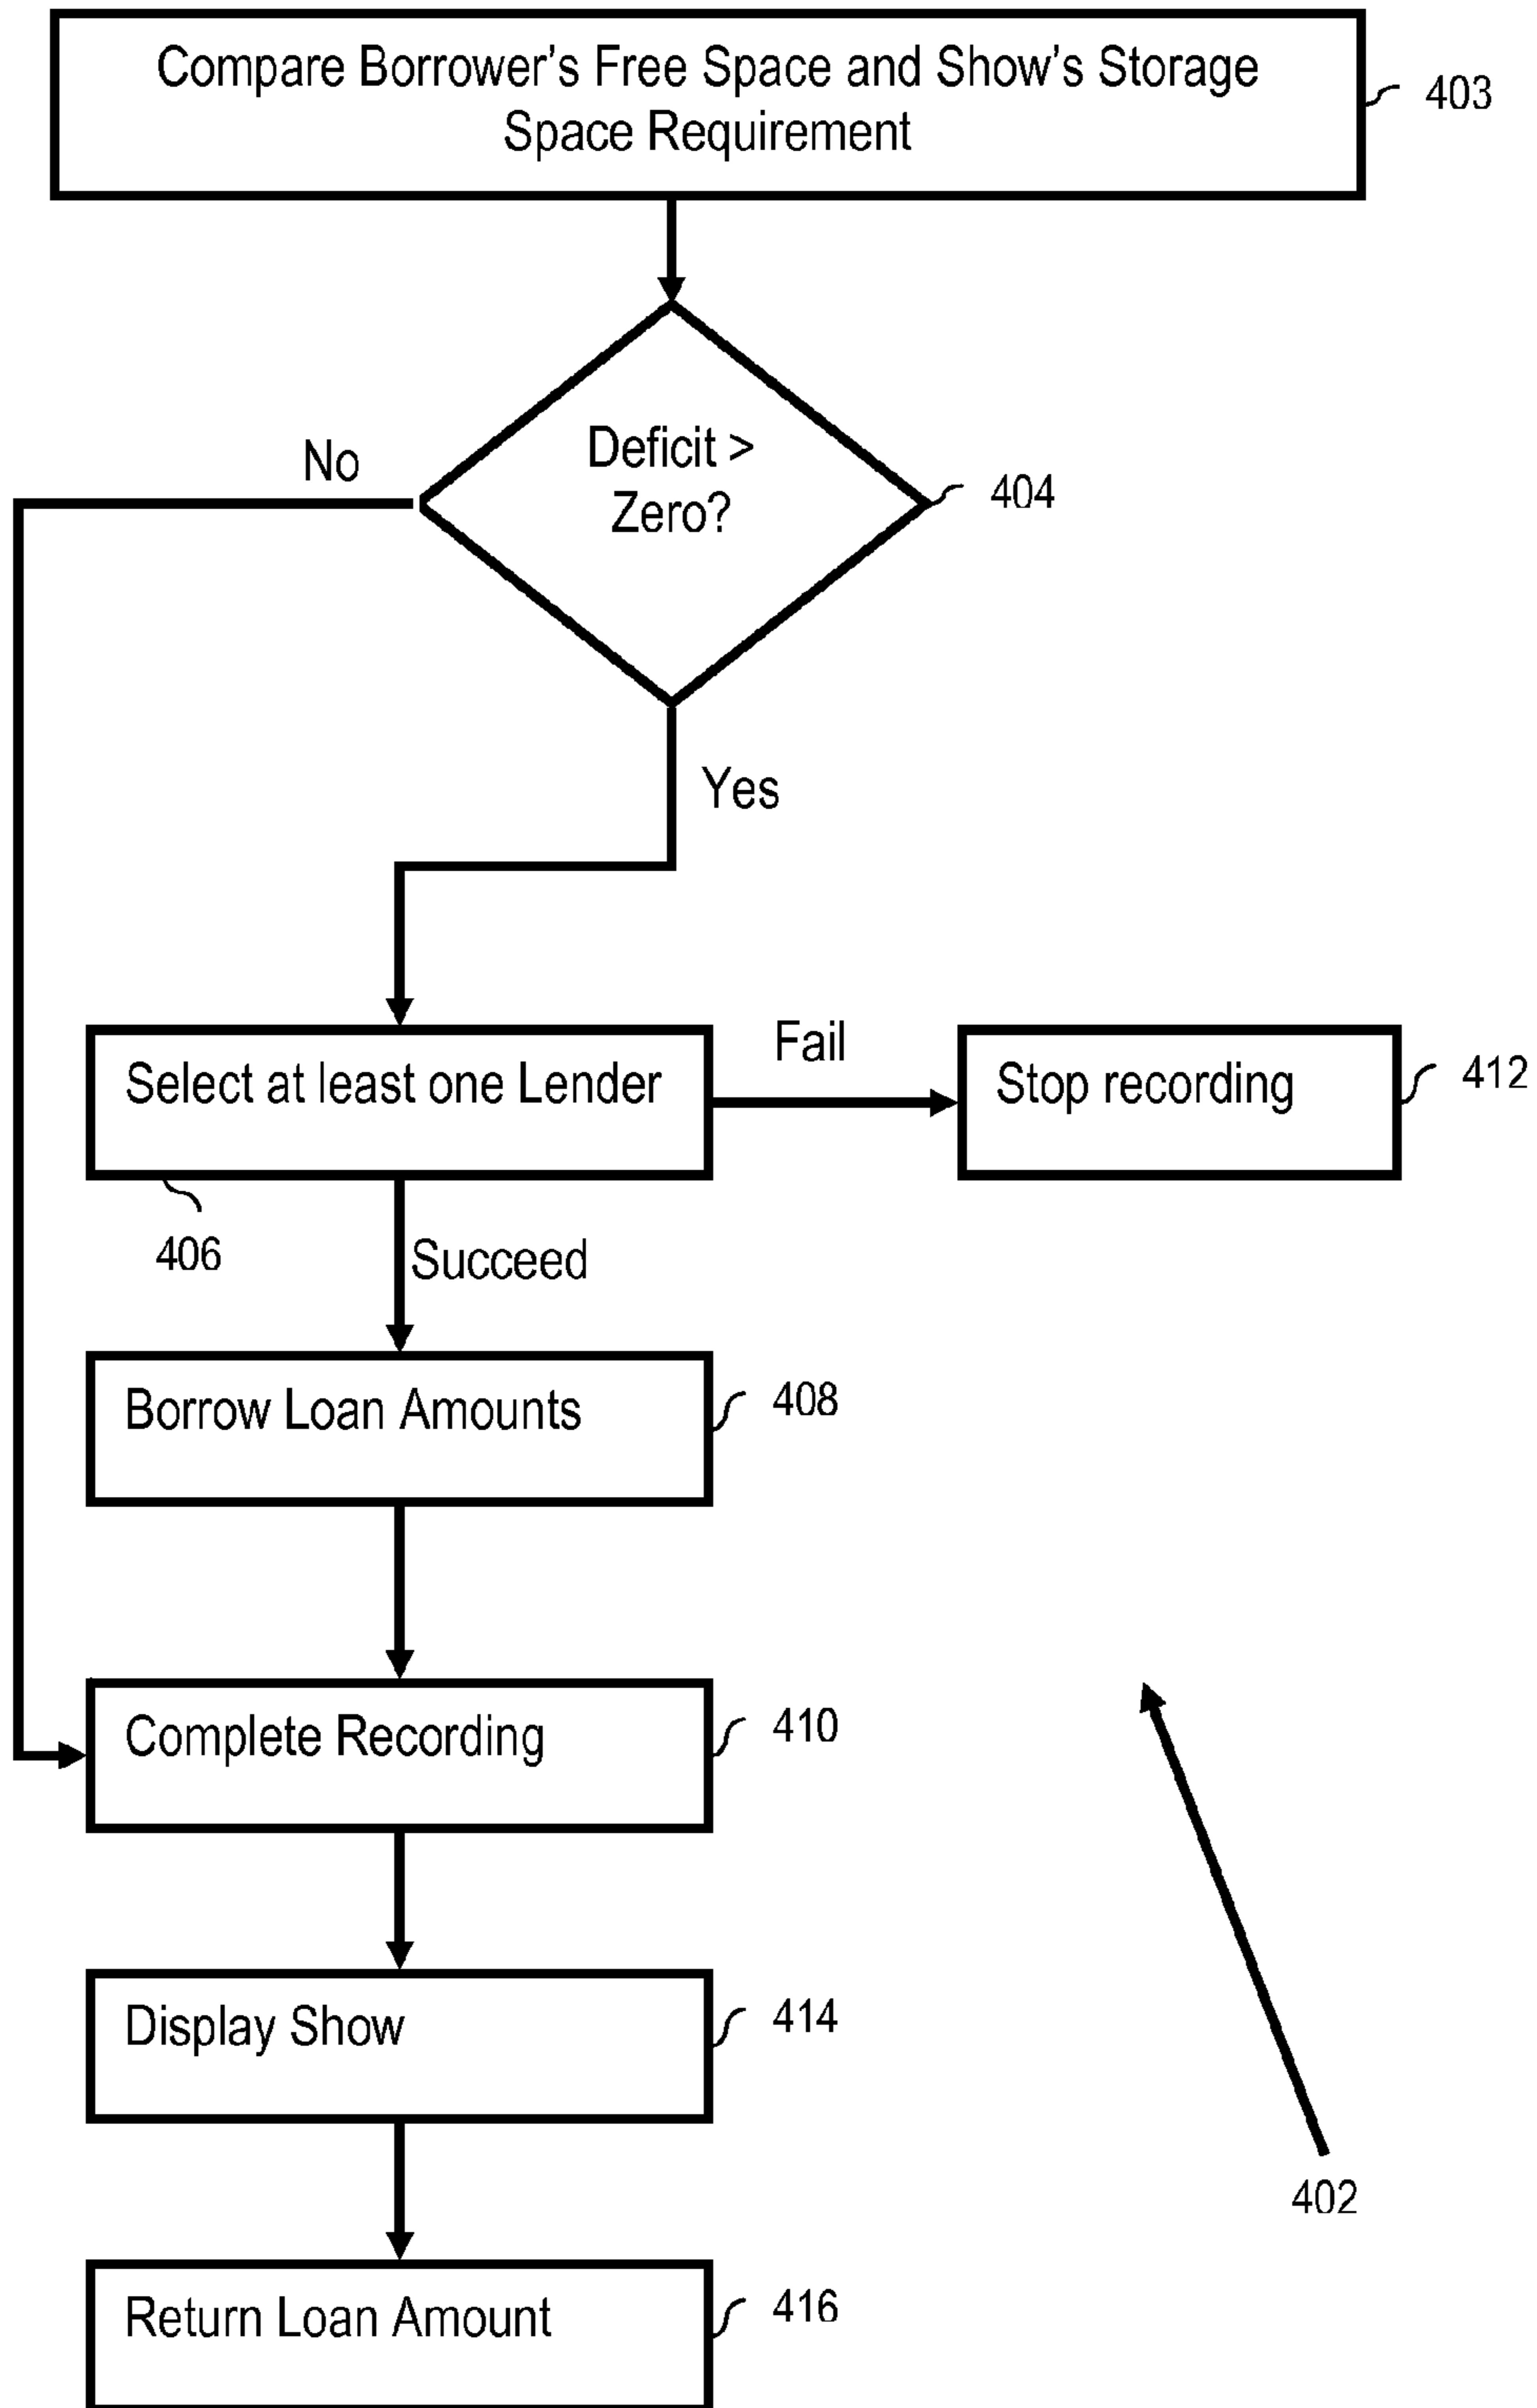 Compare Borrower's Free Space and Show's Storage
Space Requirement
403
Deficit >
Zero?
404
No
Yes
Select at least one Lender
406
Fail
Stop recording
412
Succeed
Borrow Loan Amounts
408
Complete Recording
410
Display Show
414
Return Loan Amount
416
402